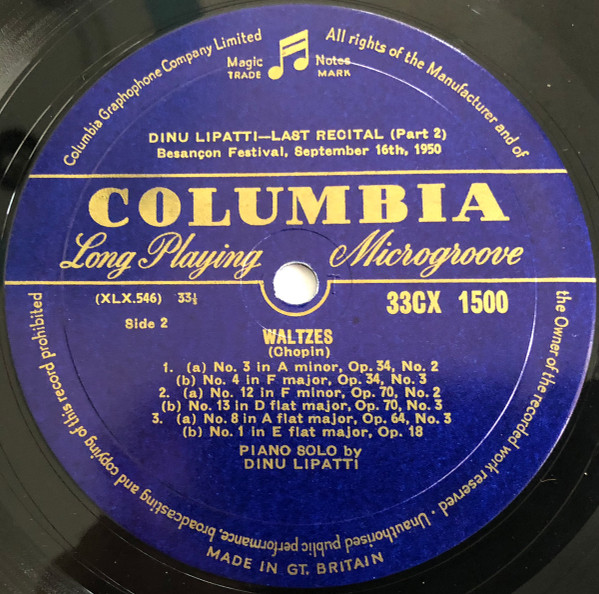 Columbia Graphophone Company Limited
Magic Notes
TRADE MARK
All rights of the Manufacturer and of
the Owner of the recorded work reserved · Unauthorised public performance, broadcasting and copying of this record prohibited
DINU LIPATTI—LAST RECITAL (Part 2)
Besançon Festival, September 16th, 1950
COLUMBIA
Long Playing Microgroove
(XLX.546) 33⅓ 33CX 1500
Side 2
WALTZES
(Chopin)
1. (a) No. 3 in A minor, Op. 34, No. 2
(b) No. 4 in F major, Op. 34, No. 3
2. (a) No. 12 in F minor, Op. 70, No. 2
(b) No. 13 in D flat major, Op. 70, No. 3
3. (a) No. 8 in A flat major, Op. 64, No. 3
(b) No. 1 in E flat major, Op. 18
PIANO SOLO by
DINU LIPATTI
MADE IN GT. BRITAIN